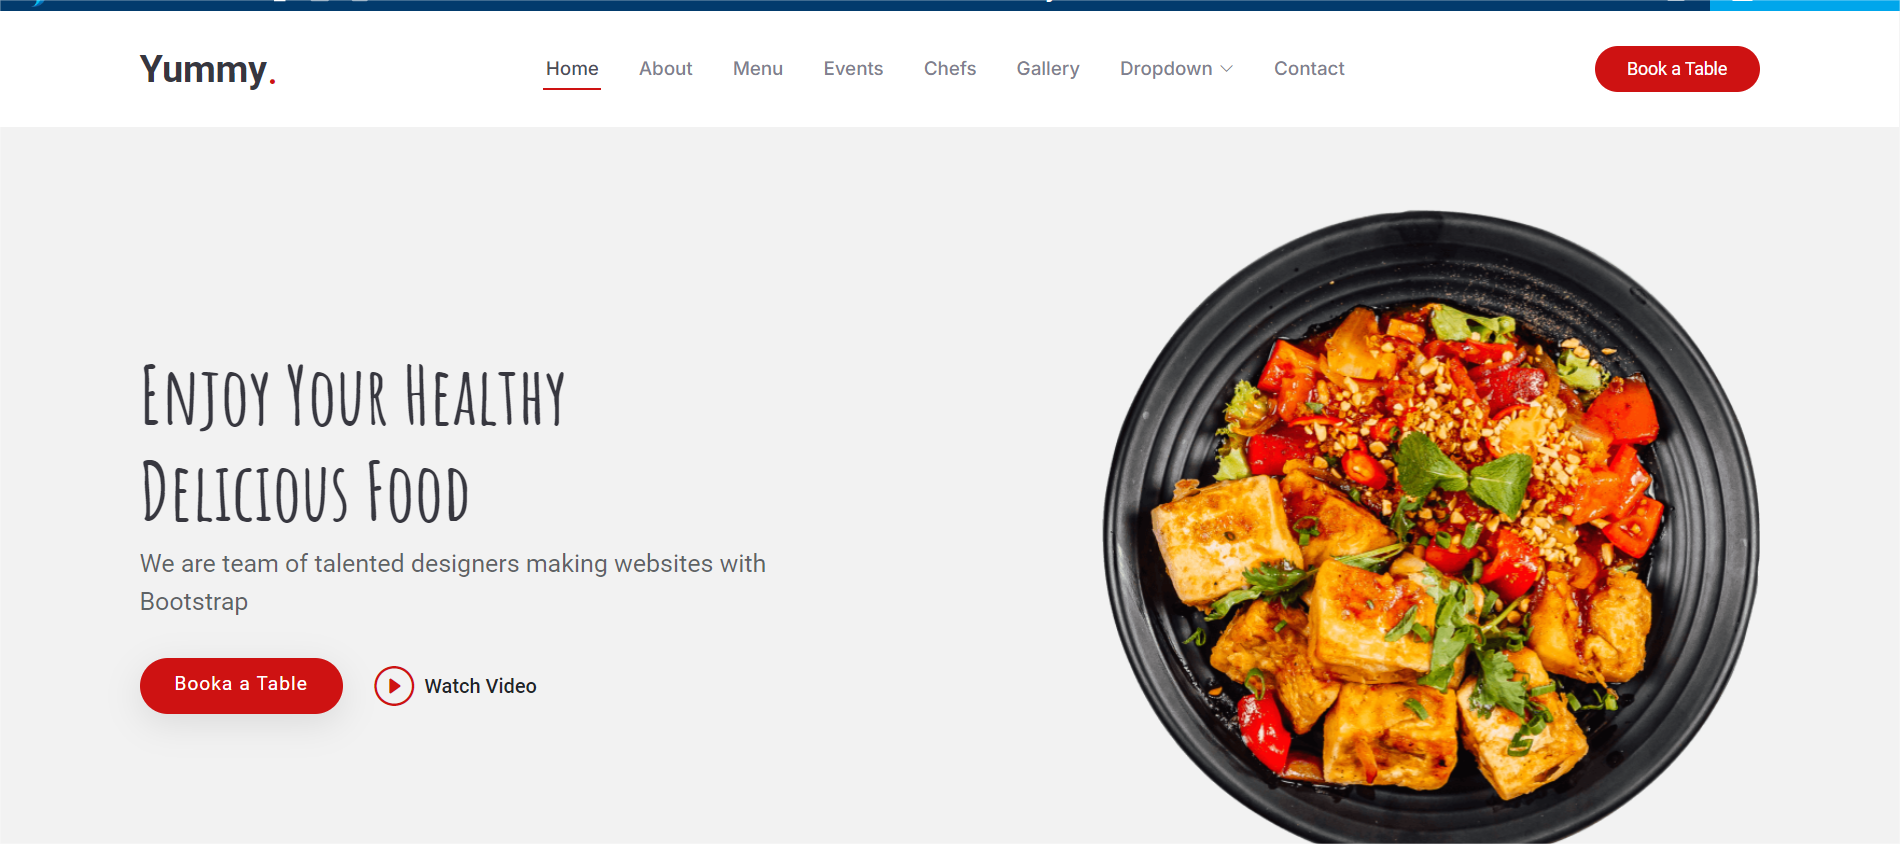 Yummy.
Home About Menu Events Chefs Gallery Dropdown Contact
Book a Table
Enjoy Your Healthy
Delicious Food
We are team of talented designers making websites with
Bootstrap
Booka a Table
Watch Video